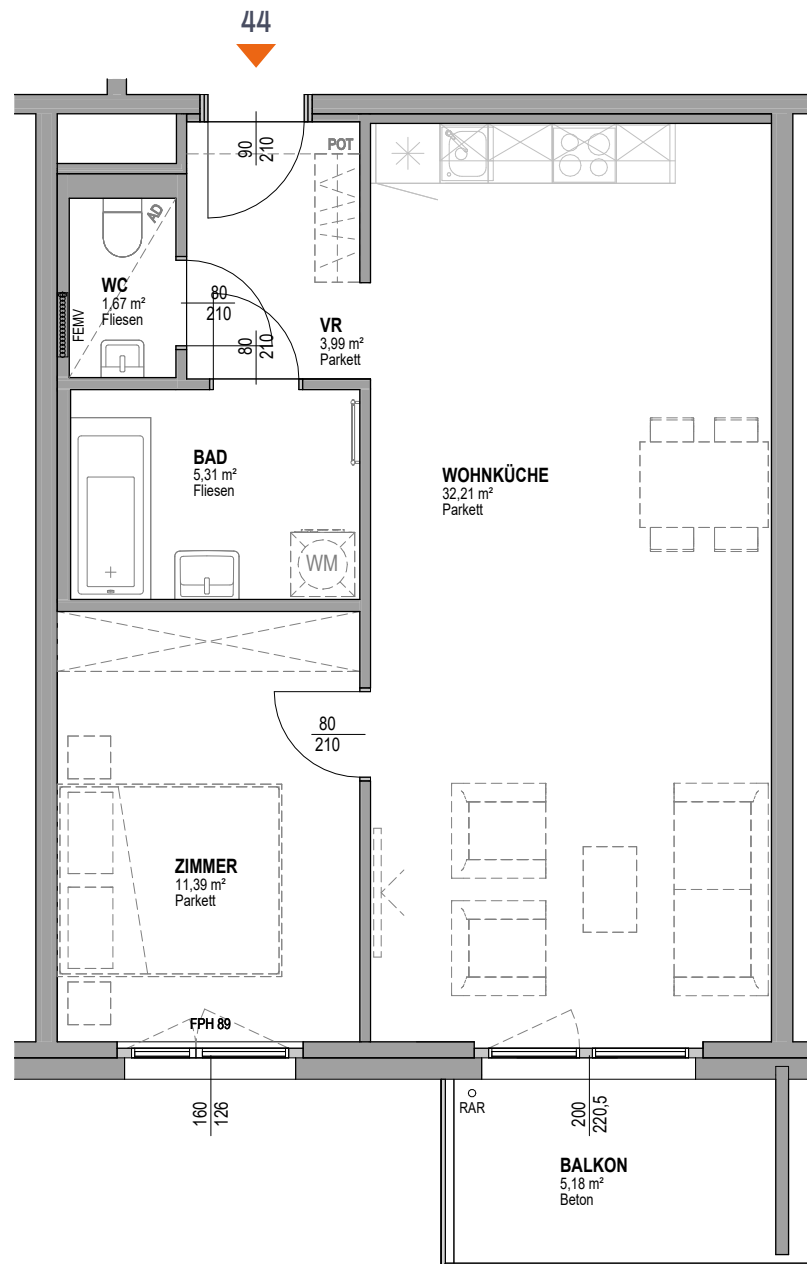 44
90
210
POT
AD
WC
1,67 m²
Fliesen
FEMV
80
210
80
210
VR
3,99 m²
Parkett
BAD
5,31 m²
Fliesen
WM
WOHNKÜCHE
32,21 m²
Parkett
80
210
ZIMMER
11,39 m²
Parkett
FPH 89
160
126
RAR
200
220,5
BALKON
5,18 m²
Beton